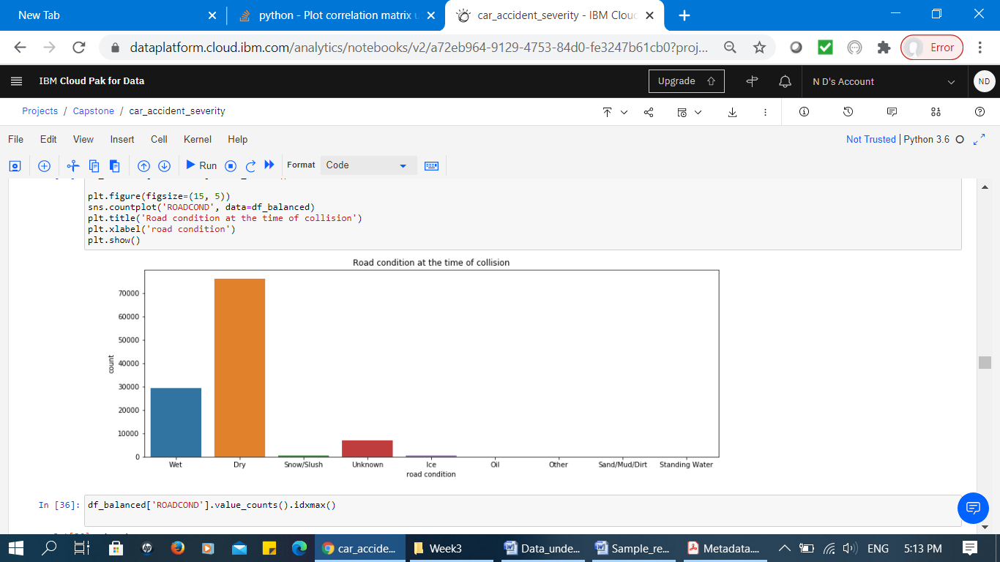 New Tab
python - Plot correlation matrix u
car_accident_severity - IBM Cloud
dataplatform.cloud.ibm.com/analytics/notebooks/v2/a72eb964-9129-4753-84d0-fe3247b61cb0?proj...
Error
IBM Cloud Pak for Data
Upgrade
N D's Account
ND
Projects / Capstone / car_accident_severity
File Edit View Insert Cell Kernel Help
Not Trusted | Python 3.6
Run
Format
Code
plt.figure(figsize=(15, 5))
sns.countplot('ROADCOND', data=df_balanced)
plt.title('Road condition at the time of collision')
plt.xlabel('road condition')
plt.show()
Road condition at the time of collision
70000
60000
50000
40000
30000
20000
10000
0
count
Wet Dry Snow/Slush Unknown Ice Oil Other Sand/Mud/Dirt Standing Water
road condition
In [36]: df_balanced['ROADCOND'].value_counts().idxmax()
car_accide...
Week3
Data_unde...
Sample_re...
Metadata....
ENG
5:13 PM